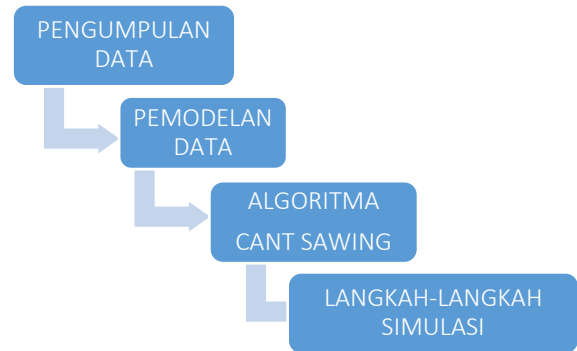 PENGUMPULAN
DATA
PEMODELAN
DATA
ALGORITMA
CANT SAWING
LANGKAH-LANGKAH
SIMULASI